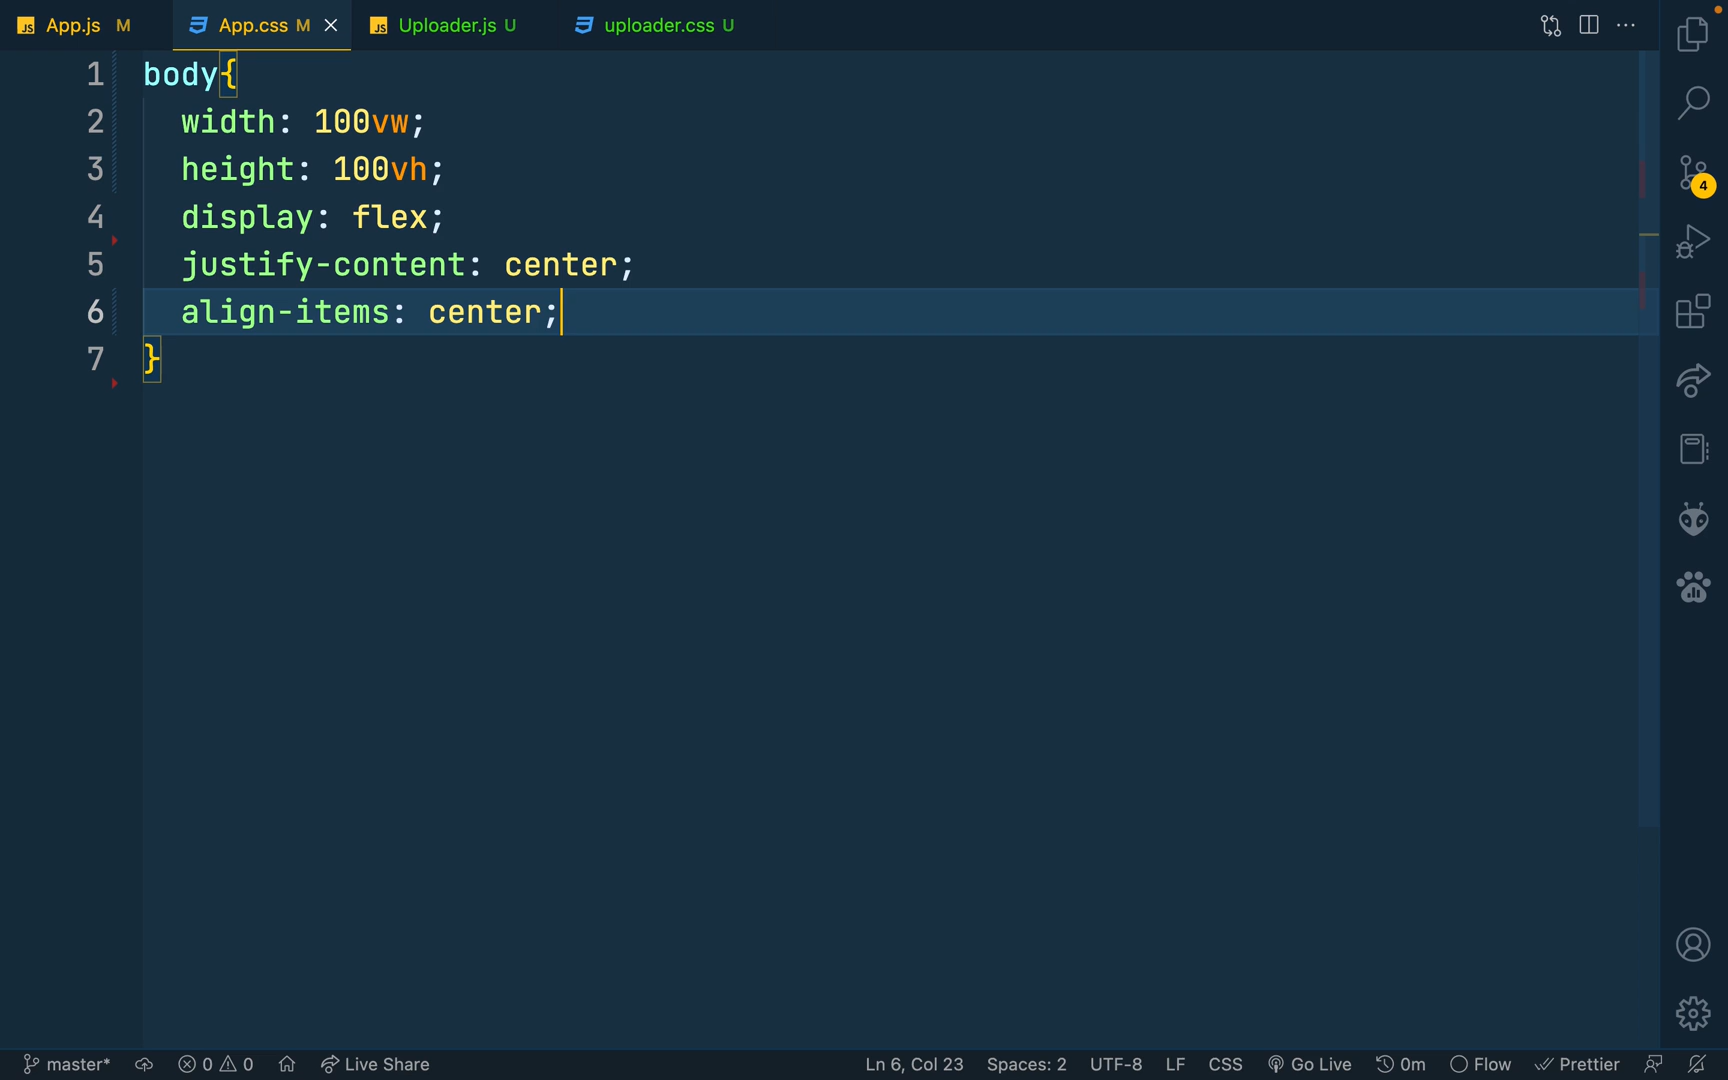 App.js M App.css M Uploader.js U uploader.css U
1 body{
2 width: 100vw;
3 height: 100vh;
4 display: flex;
5 justify-content: center;
6 align-items: center;
7 }
4
master* 0 0 Live Share Ln 6, Col 23 Spaces: 2 UTF-8 LF CSS Go Live 0m Flow Prettier